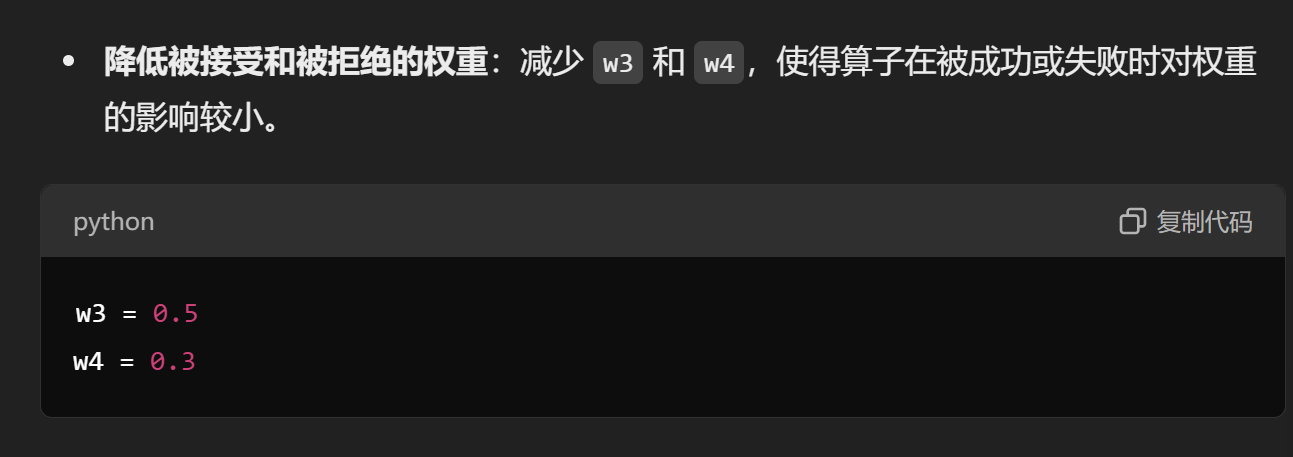 • 降低被接受和被拒绝的权重：减少 w3 和 w4，使得算子在被成功或失败时对权重
的影响较小。
python 复制代码
w3 = 0.5
w4 = 0.3